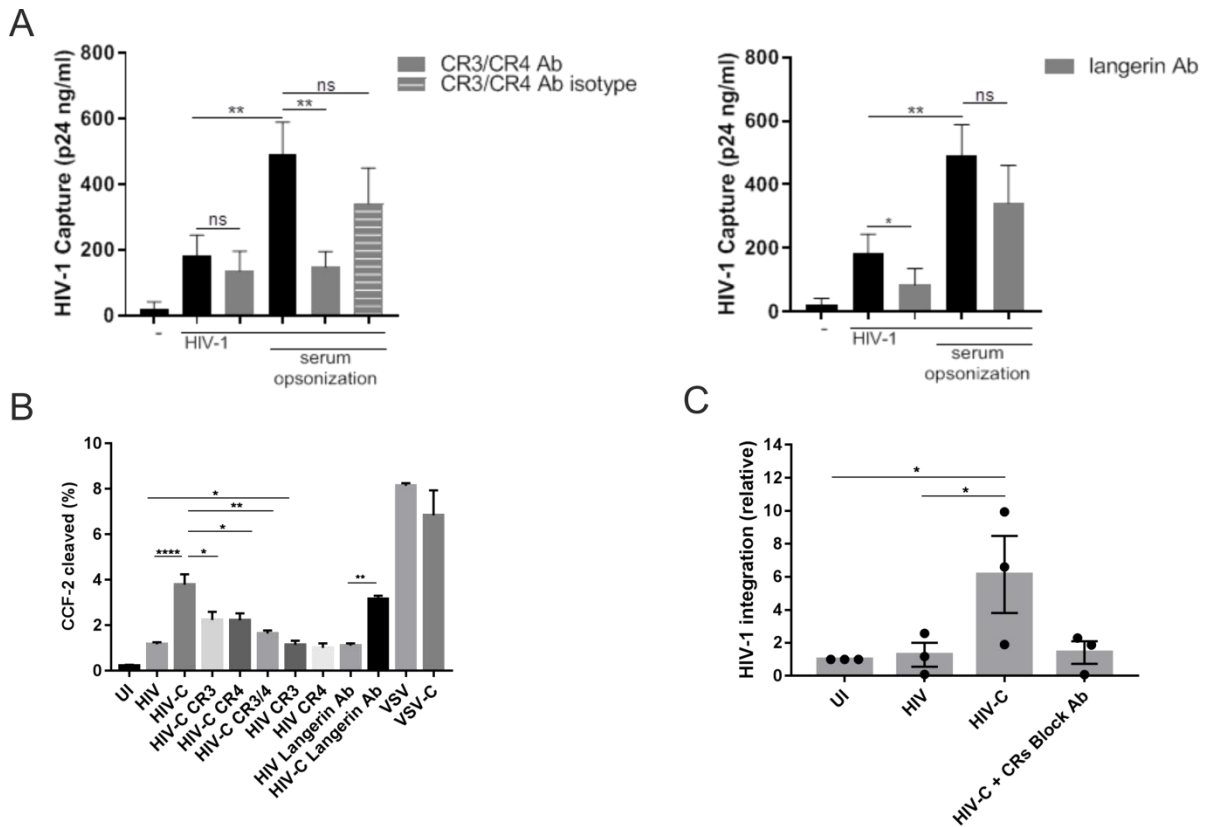 A
HIV-1 Capture (p24 ng/ml)
800
600
400
200
0
CR3/CR4 Ab
CR3/CR4 Ab isotype
ns
**
**
ns
-
HIV-1
serum
opsonization
HIV-1 Capture (p24 ng/ml)
800
600
400
200
0
langerin Ab
ns
**
*
-
HIV-1
serum
opsonization
B
CCF-2 cleaved (%)
10
8
6
4
2
0
*
**
*
****
*
**
UI
HIV
HIV-C
HIV-C CR3
HIV-C CR4
HIV-C CR3/4
HIV CR3
HIV CR4
HIV Langerin Ab
HIV-C Langerin Ab
VSV
VSV-C
C
HIV-1 integration (relative)
14
12
10
8
6
4
2
0
*
*
UI
HIV
HIV-C
HIV-C + CRs Block Ab